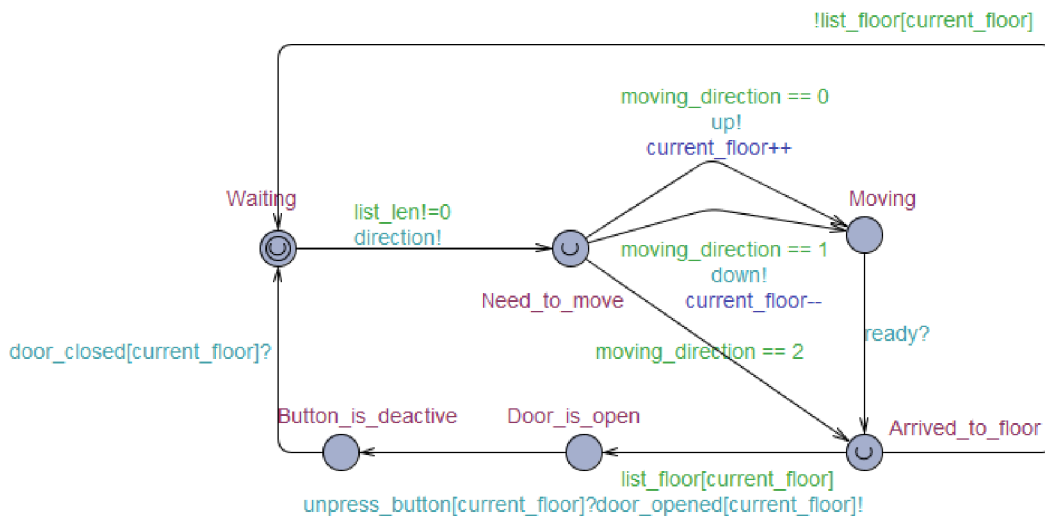 !list_floor[current_floor]
moving_direction == 0
up!
current_floor++
Waiting
Moving
list_len!=0
direction!
moving_direction == 1
down!
current_floor--
Need_to_move
door_closed[current_floor]?
moving_direction == 2
ready?
Button_is_deactive
Door_is_open
Arrived_to_floor
list_floor[current_floor]
unpress_button[current_floor]?door_opened[current_floor]!